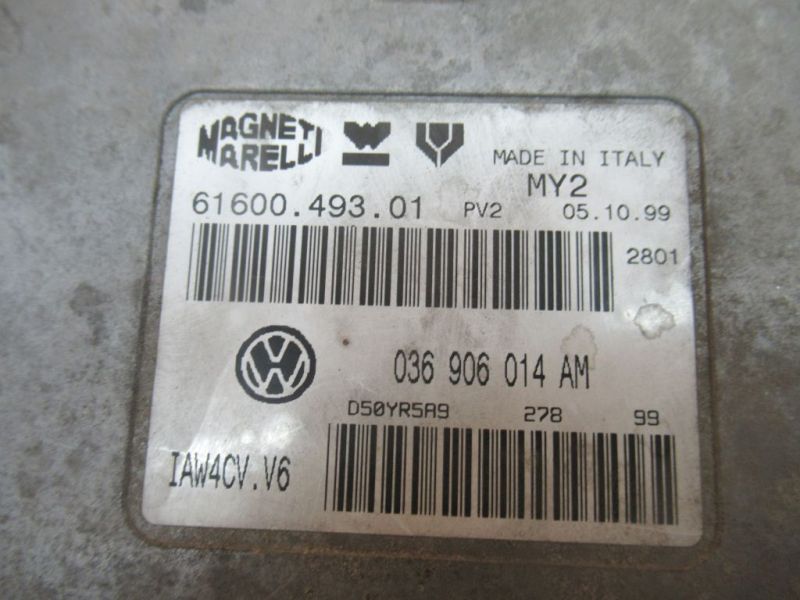 MAGNETI MARELLI
MADE IN ITALY
MY2
61600.493.01 PV2 05.10.99
2801
036 906 014 AM
D50YR5A9 278 99
IAW4CV.V6